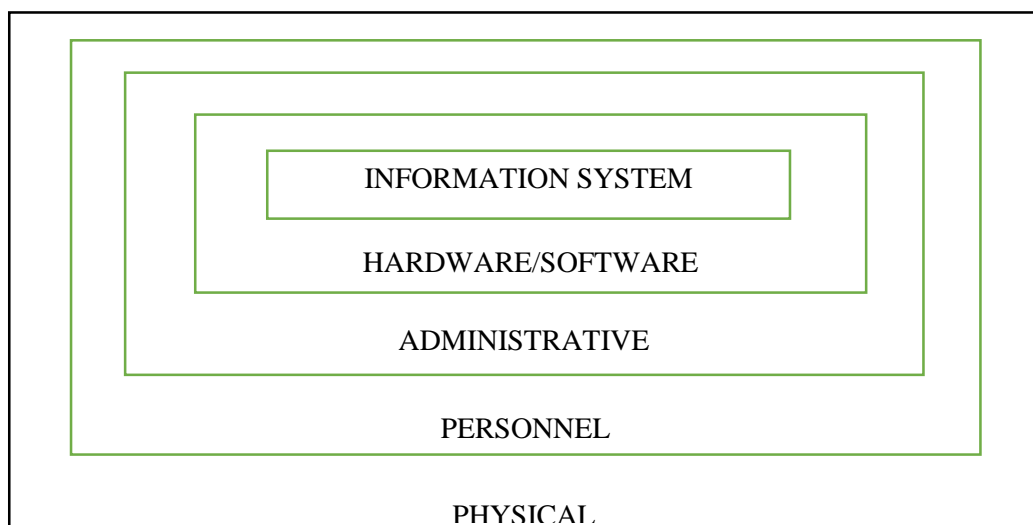 INFORMATION SYSTEM
HARDWARE/SOFTWARE
ADMINISTRATIVE
PERSONNEL
PHYSICAL